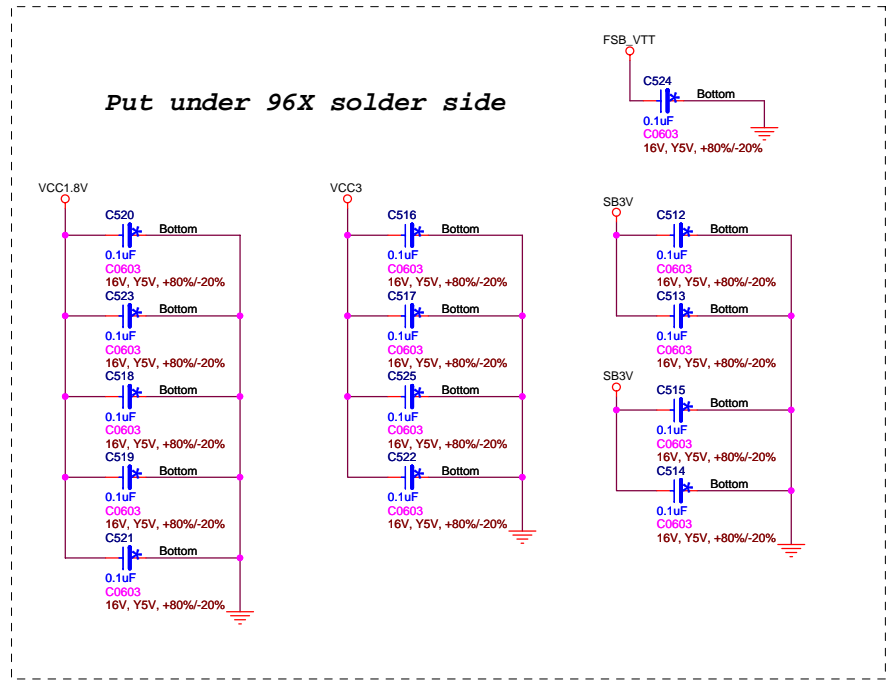 FSB_VTT
C524
Bottom
0.1uF
C0603
16V, Y5V, +80%/-20%
Put under 96X solder side
VCC1.8V
C520
Bottom
0.1uF
C0603
16V, Y5V, +80%/-20%
C523
Bottom
0.1uF
C0603
16V, Y5V, +80%/-20%
C518
Bottom
0.1uF
C0603
16V, Y5V, +80%/-20%
C519
Bottom
0.1uF
C0603
16V, Y5V, +80%/-20%
C521
Bottom
0.1uF
C0603
16V, Y5V, +80%/-20%
VCC3
C516
Bottom
0.1uF
C0603
16V, Y5V, +80%/-20%
C517
Bottom
0.1uF
C0603
16V, Y5V, +80%/-20%
C525
Bottom
0.1uF
C0603
16V, Y5V, +80%/-20%
C522
Bottom
0.1uF
C0603
16V, Y5V, +80%/-20%
SB3V
C512
Bottom
0.1uF
C0603
16V, Y5V, +80%/-20%
C513
Bottom
0.1uF
C0603
16V, Y5V, +80%/-20%
SB3V
C515
Bottom
0.1uF
C0603
16V, Y5V, +80%/-20%
C514
Bottom
0.1uF
C0603
16V, Y5V, +80%/-20%